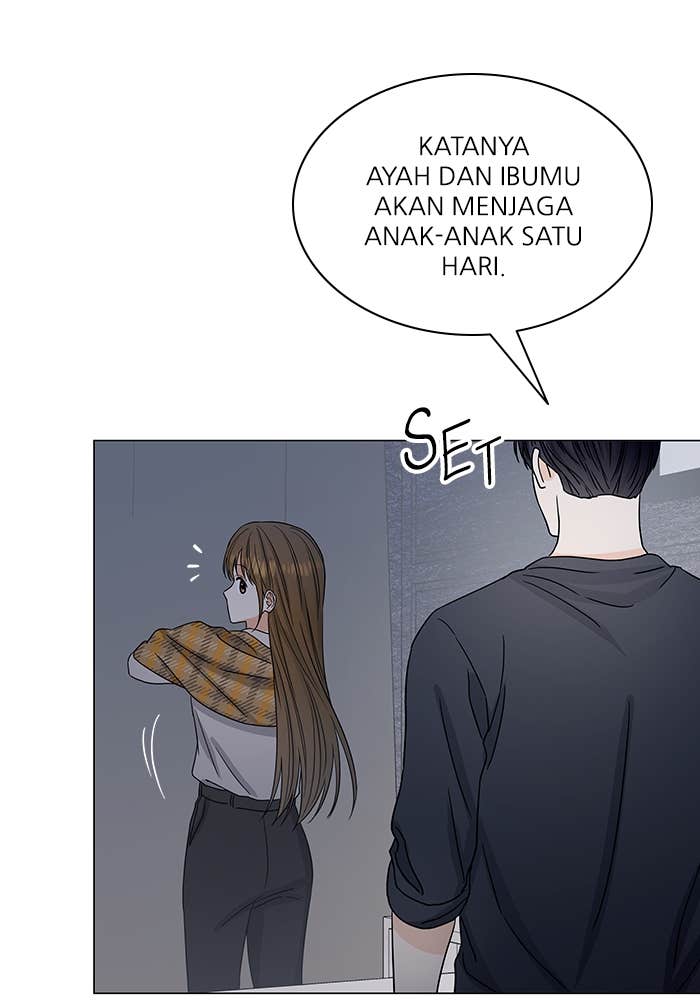 KATANYA
AYAH DAN IBUMU
AKAN MENJAGA
ANAK-ANAK SATU
HARI.
SET